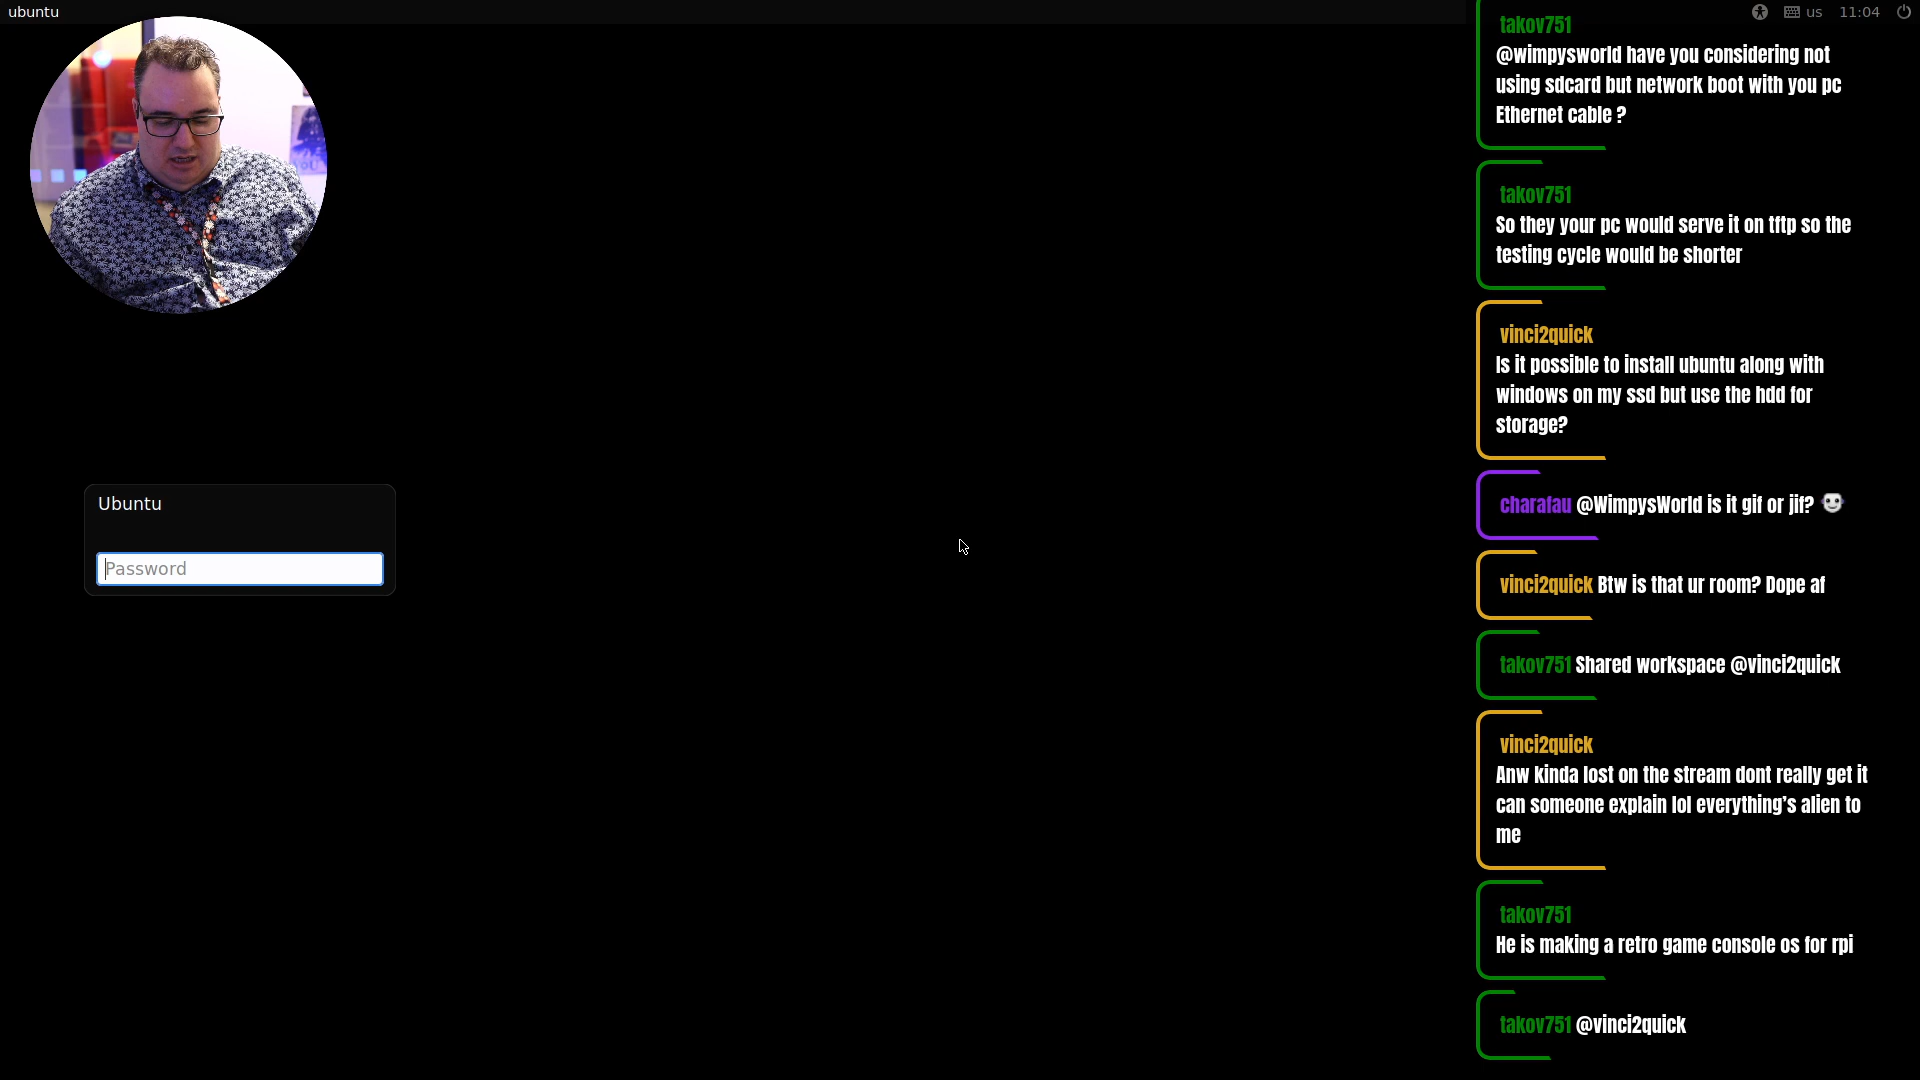 ubuntu
us 11:04
Ubuntu
Password
takov751
@wimpysworld have you considering not
using sdcard but network boot with you pc
Ethernet cable ?
takov751
So they your pc would serve it on tftp so the
testing cycle would be shorter
vinci2quick
Is it possible to install ubuntu along with
windows on my ssd but use the hdd for
storage?
charafau @WimpysWorld is it gif or jif?
vinci2quick Btw is that ur room? Dope af
takov751 Shared workspace @vinci2quick
vinci2quick
Anw kinda lost on the stream dont really get it
can someone explain lol everything's alien to
me
takov751
He is making a retro game console os for rpi
takov751 @vinci2quick